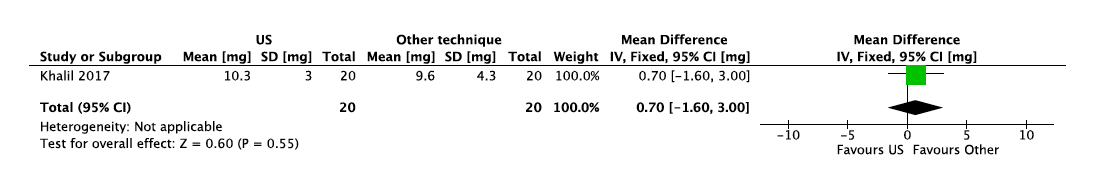 US Other technique Mean Difference Mean Difference
Study or Subgroup Mean [mg] SD [mg] Total Mean [mg] SD [mg] Total Weight IV, Fixed, 95% CI [mg] IV, Fixed, 95% CI [mg]
Khalil 2017 10.3 3 20 9.6 4.3 20 100.0% 0.70 [-1.60, 3.00]
Total (95% CI) 20 20 100.0% 0.70 [-1.60, 3.00]
Heterogeneity: Not applicable
Test for overall effect: Z = 0.60 (P = 0.55)
-10 -5 0 5 10
Favours US Favours Other